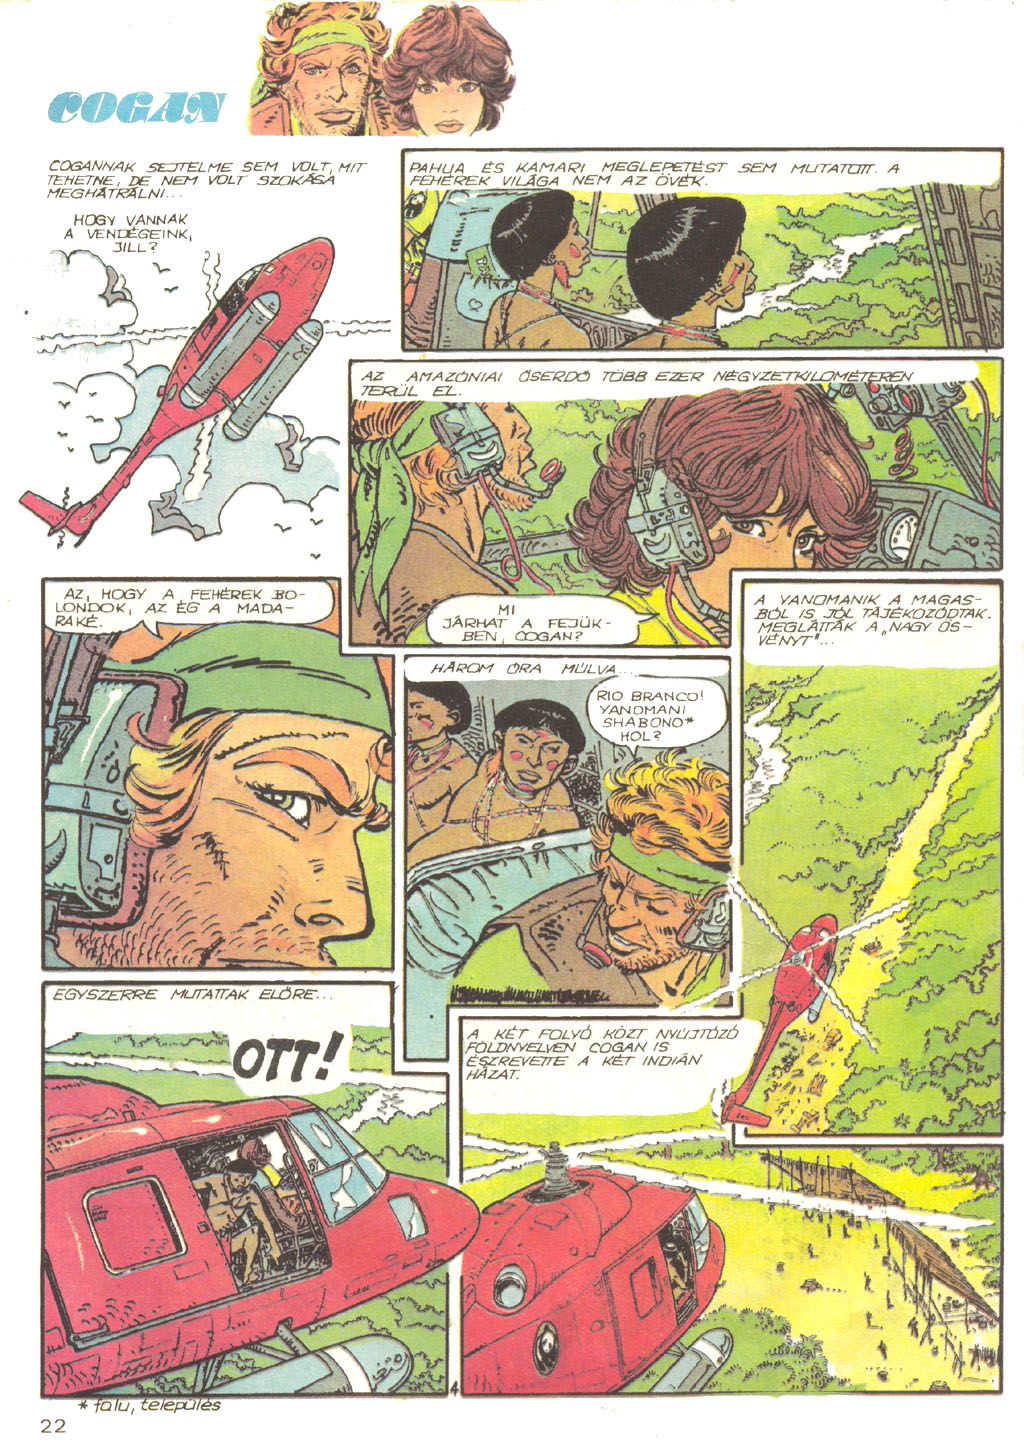 COGAN
COGANNAK SEJTELME SEM VOLT, MIT
TEHETNE, DE NEM VOLT SZOKÁSA
MEGHÁTRÁLNI...
HOGY VANNAK
A VENDÉGEINK,
JILL?
PAHUA ÉS KAMARI MEGLEPETÉST SEM MUTATOTT. A
FEHÉREK VILÁGA NEM AZ ÖVÉK.
AZ AMAZÓNIAI ŐSERDŐ TÖBB EZER NÉGYZETKILOMÉTEREN
TERÜL EL.
MI
JÁRHAT A FEJÜK-
BEN, COGAN?
AZ, HOGY A FEHÉREK BO-
LONDOK, AZ ÉG A MADA-
RAKÉ.
HÁROM ÓRA MÚLVA...
RIO BRANCO!
YANOMANI
SHABONO*
HOL?
A YANOMANIK A MAGAS-
BÓL IS JÓL TÁJÉKOZÓDTAK.
MEGLÁTTÁK A „NAGY ÖS-
VÉNYT"...
EGYSZERRE MUTATTAK ELŐRE...
OTT!
A KÉT FOLYÓ KÖZT NYÚJTÓZÓ
FÖLDNYELVEN COGAN IS
ÉSZREVETTE A KÉT INDIÁN
HÁZAT.
4
* falu, település
22